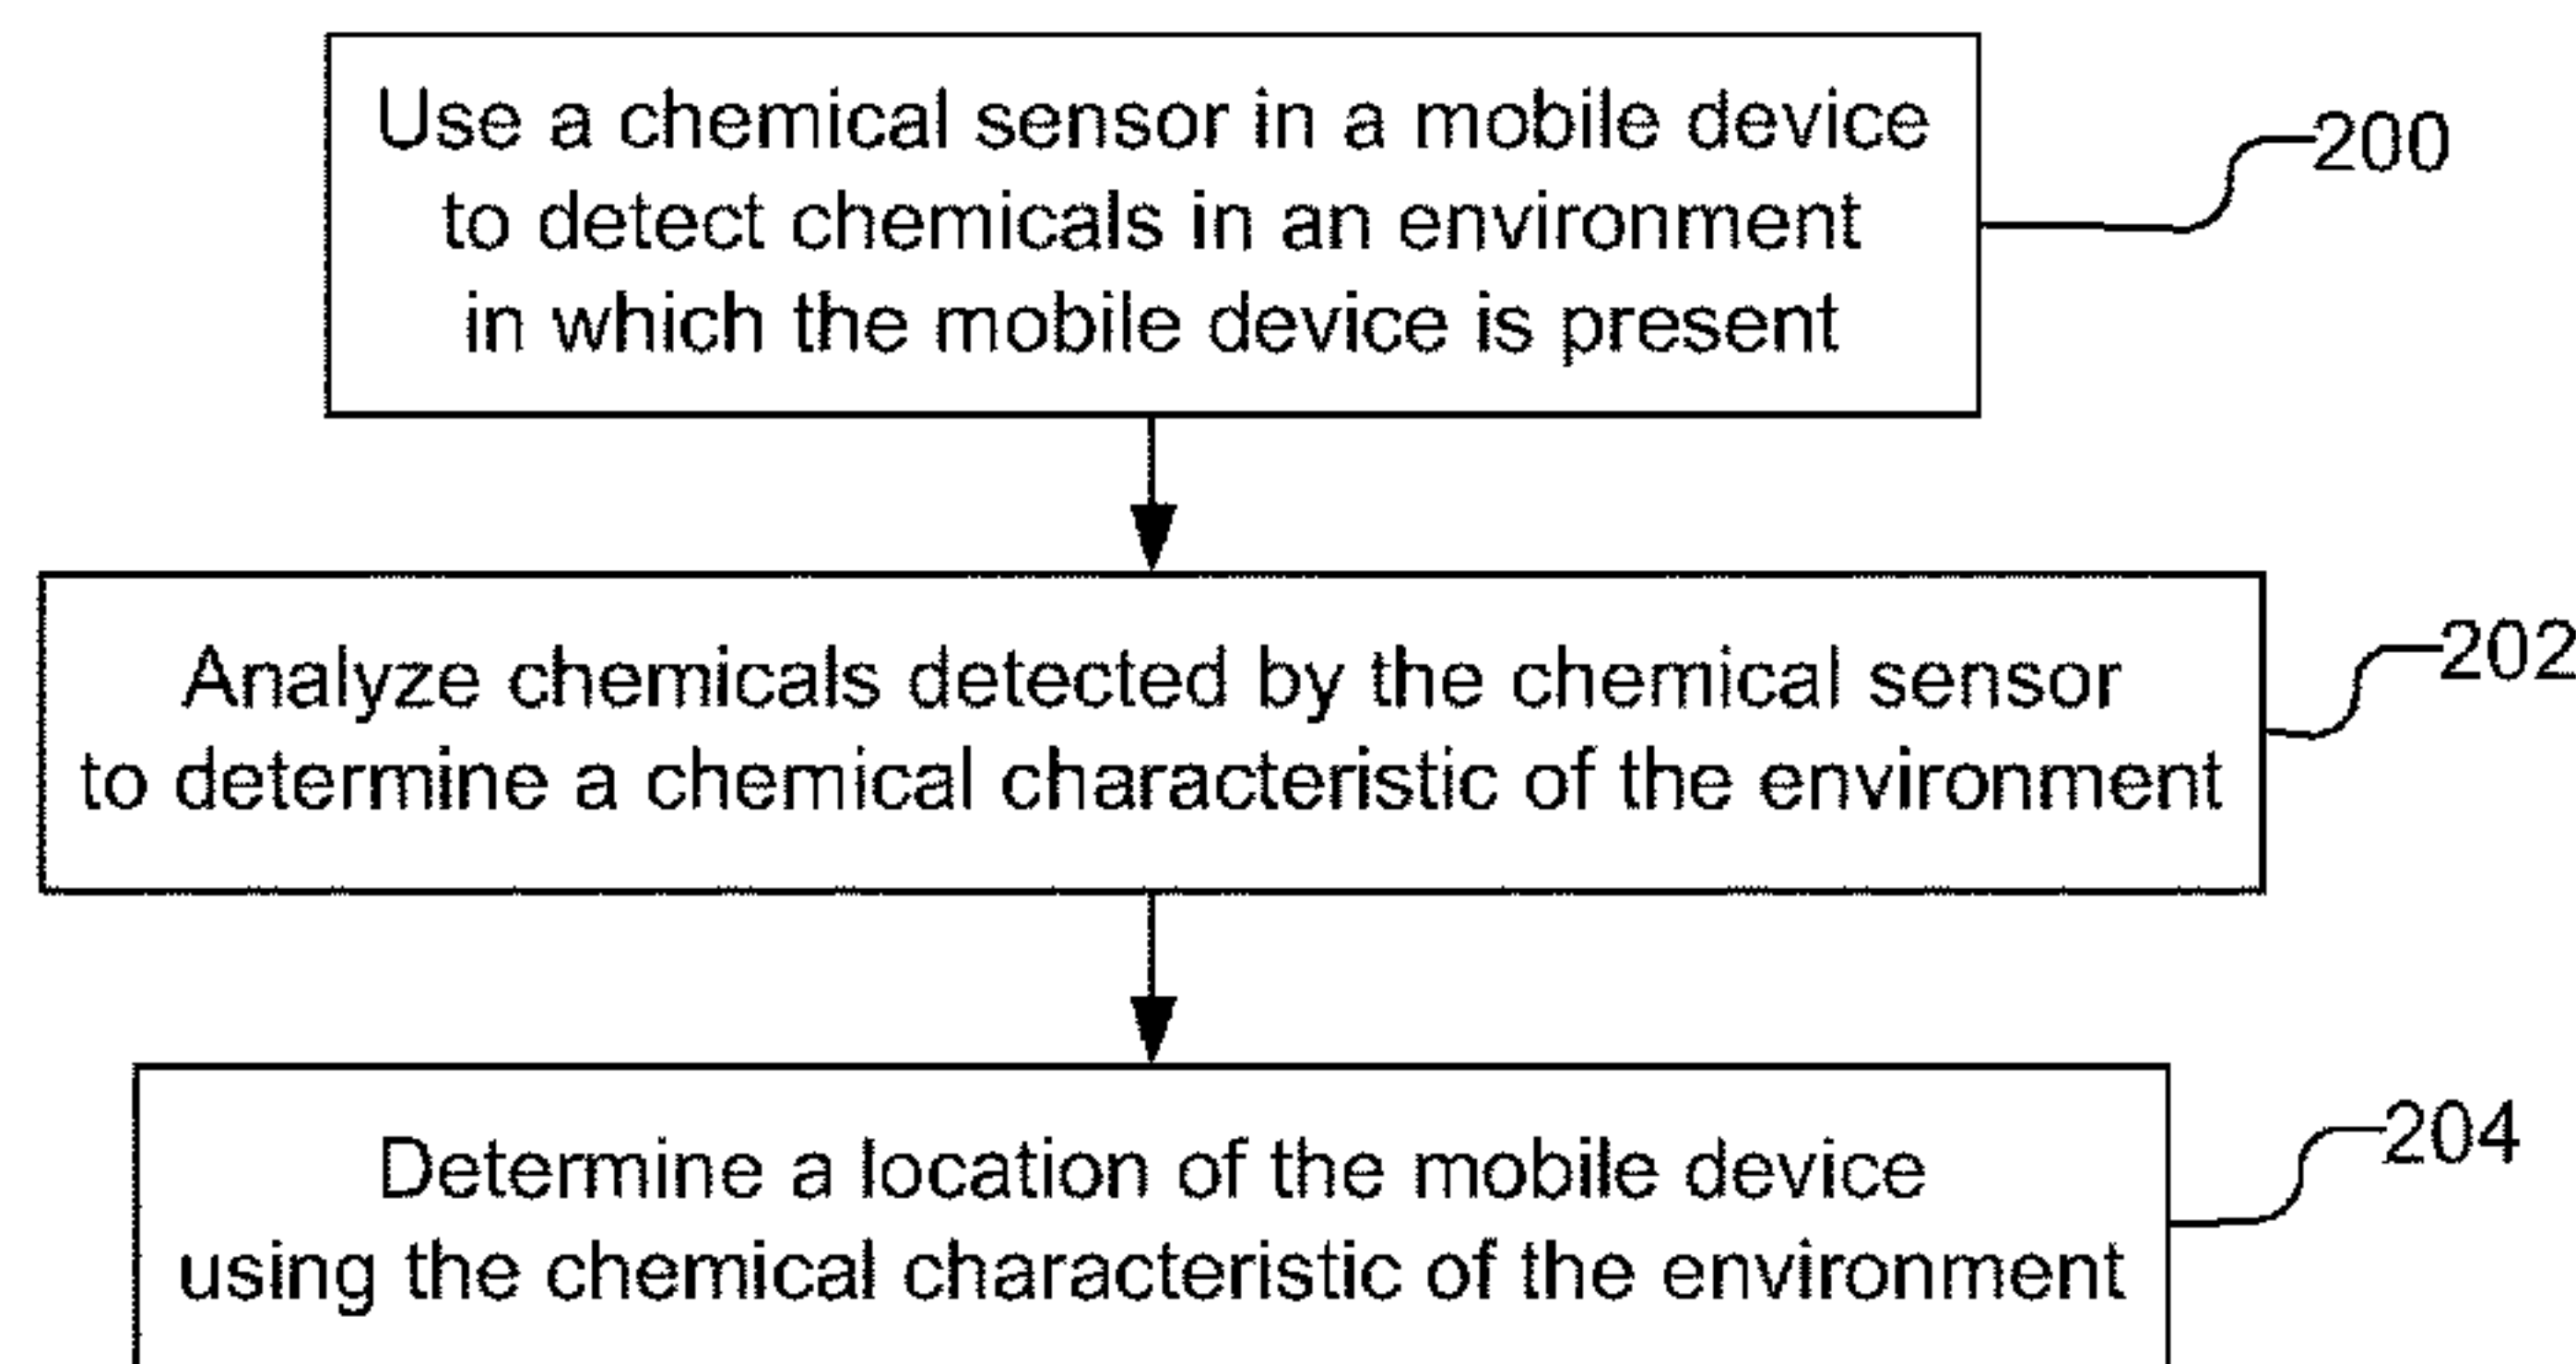 Use a chemical sensor in a mobile device
to detect chemicals in an environment
in which the mobile device is present
200
Analyze chemicals detected by the chemical sensor
to determine a chemical characteristic of the environment
202
Determine a location of the mobile device
using the chemical characteristic of the environment
204